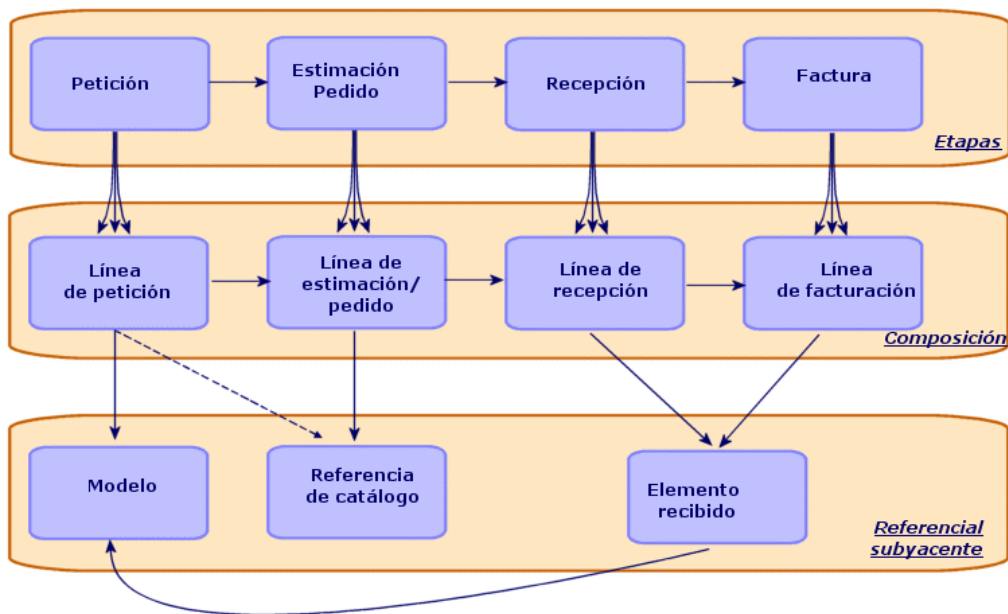 Petición
Estimación
Pedido
Recepción
Factura
Etapas
Línea
de petición
Línea de
estimación/
pedido
Línea de
recepción
Línea
de facturación
Composición
Modelo
Referencia
de catálogo
Elemento
recibido
Referencial
subyacente